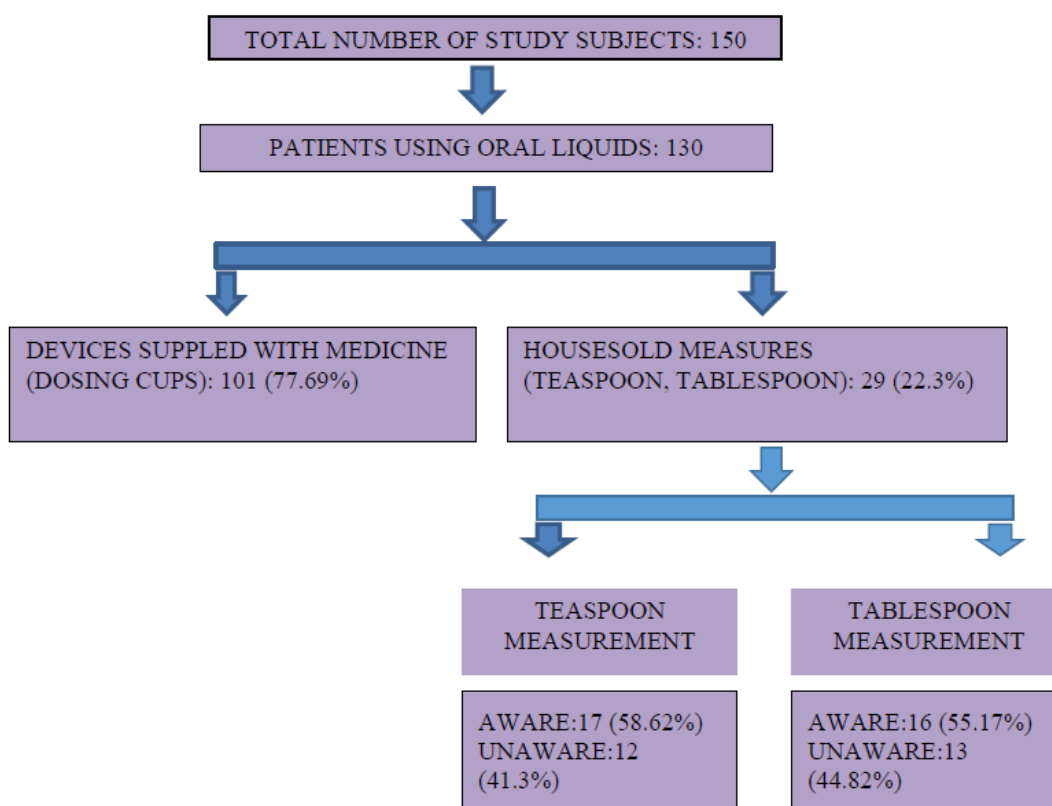 TOTAL NUMBER OF STUDY SUBJECTS: 150
PATIENTS USING ORAL LIQUIDS: 130
DEVICES SUPPLED WITH MEDICINE
(DOSING CUPS): 101 (77.69%)
HOUSESOLD MEASURES
(TEASPOON, TABLESPOON): 29 (22.3%)
TEASPOON
MEASUREMENT
TABLESPOON
MEASUREMENT
AWARE:17 (58.62%)
UNAWARE:12
(41.3%)
AWARE:16 (55.17%)
UNAWARE:13
(44.82%)